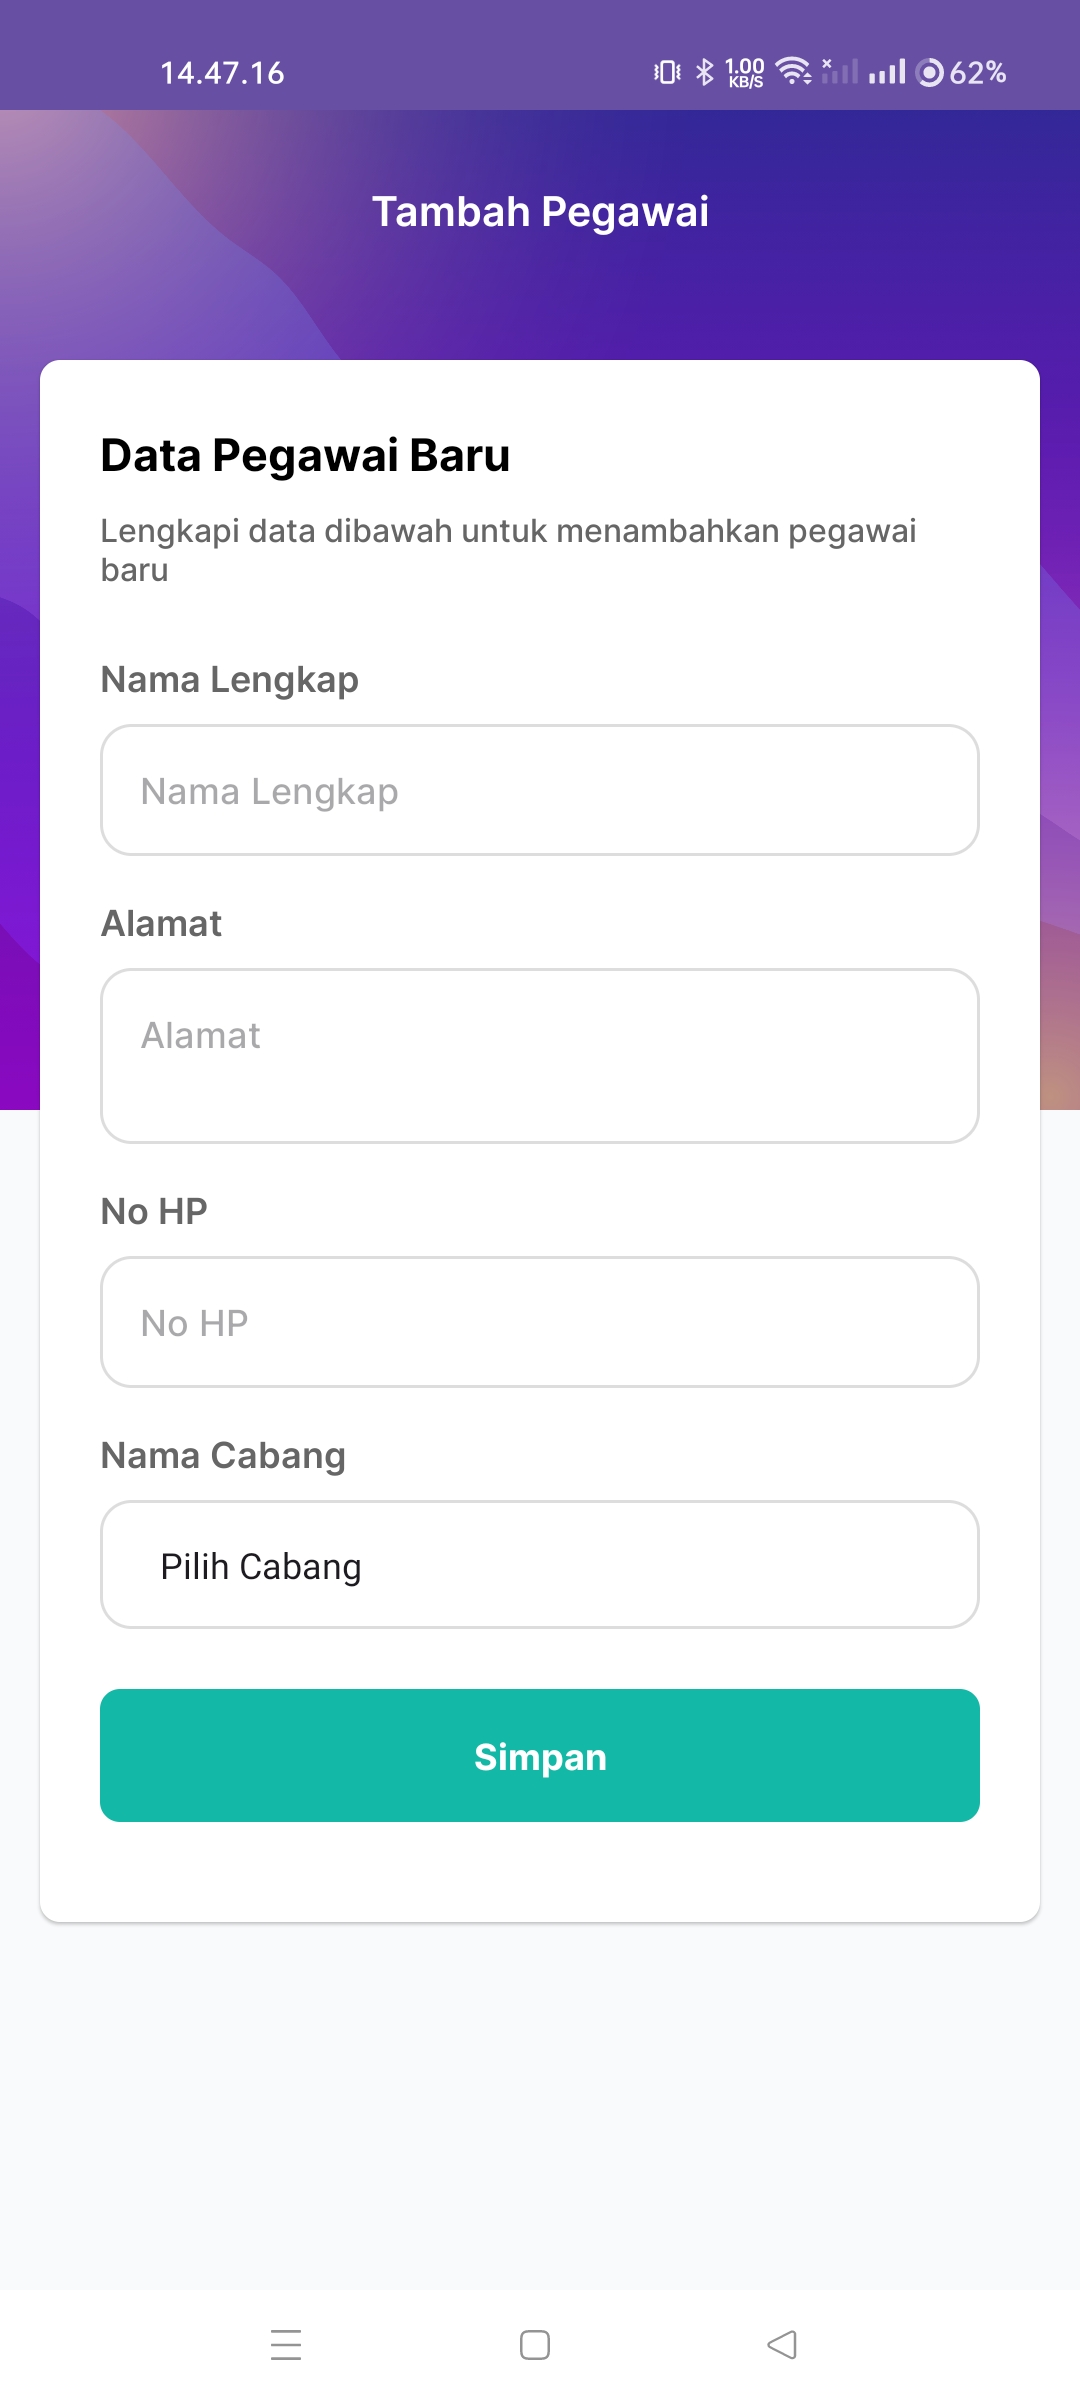 14.47.16
1.00
KB/S
62%
Tambah Pegawai
Data Pegawai Baru
Lengkapi data dibawah untuk menambahkan pegawai
baru
Nama Lengkap
Nama Lengkap
Alamat
Alamat
No HP
No HP
Nama Cabang
Pilih Cabang
Simpan